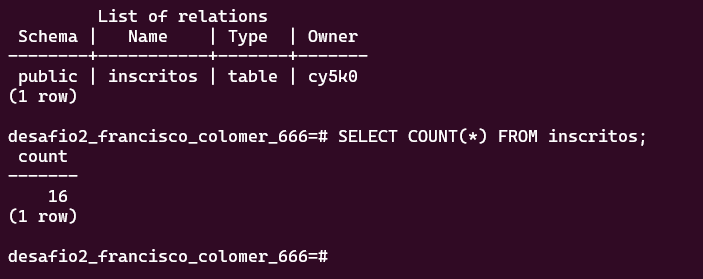 List of relations
Schema | Name | Type | Owner
--------+-----------+-------+-------
public | inscritos | table | cy5k0
(1 row)
desafio2_francisco_colomer_666=# SELECT COUNT(*) FROM inscritos;
count
-------
16
(1 row)
desafio2_francisco_colomer_666=#